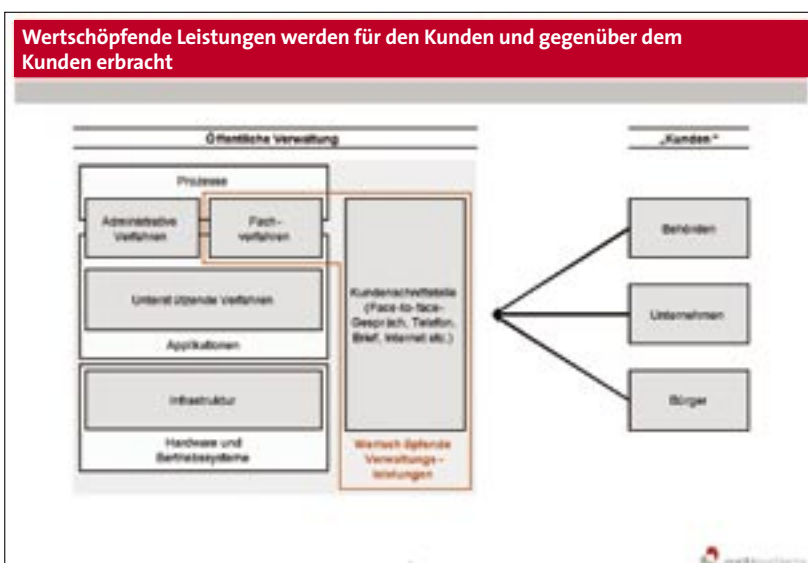 Wertschöpfende Leistungen werden für den Kunden und gegenüber dem
Kunden erbracht
Öffentliche Verwaltung
„Kunden“
Prozesse
Administrative
Verfahren
Fach-
verfahren
Unterstützende Verfahren
Applikationen
Infrastruktur
Hardware und
Betriebssysteme
Kundenschnittstelle
(Face-to-face-
Gespräch, Telefon,
Brief, Internet etc.)
Wertschöpfende
Verwaltungs-
leistungen
Behörden
Unternehmen
Bürger